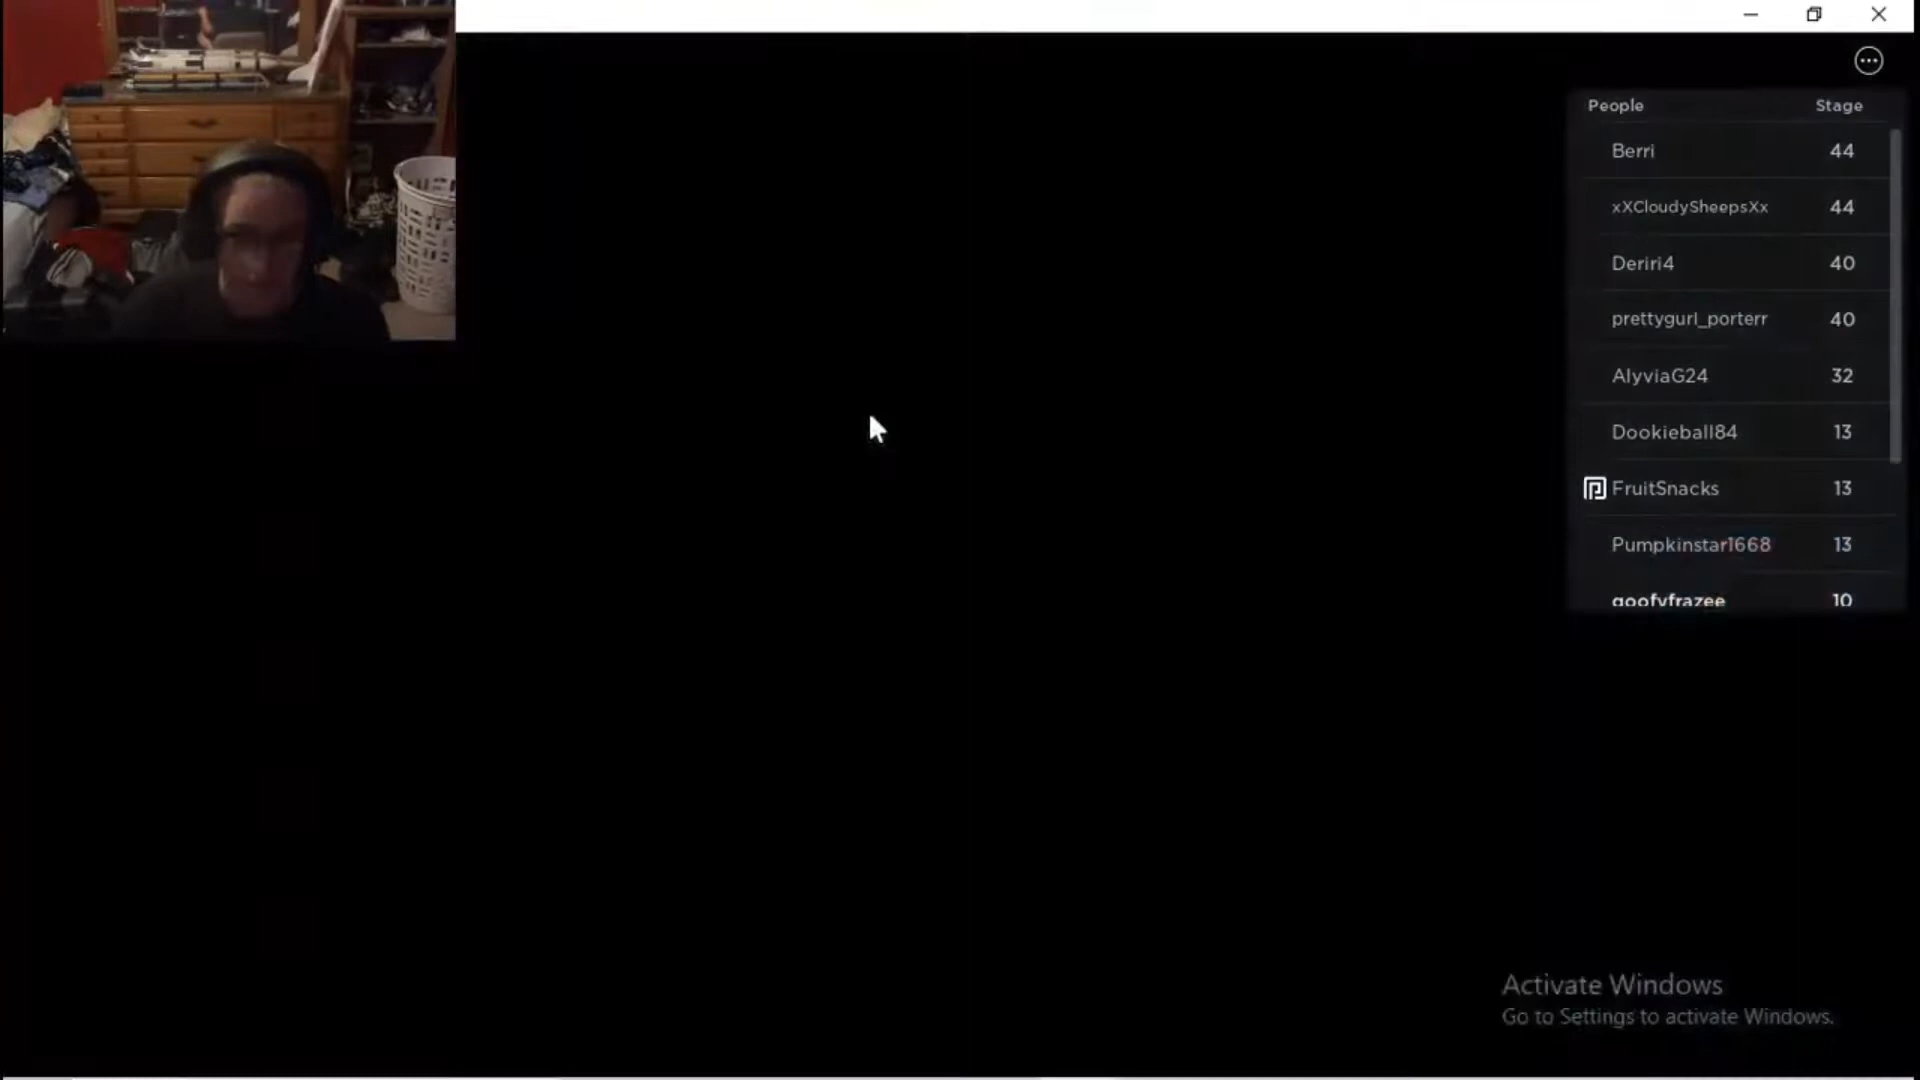 People Stage
Berri 44
xXCloudySheepsXx 44
Deriri4 40
prettygurl_porterr 40
AlyviaG24 32
Dookieball84 13
FruitSnacks 13
Pumpkinstar1668 13
goofyfrazee 10
Activate Windows
Go to Settings to activate Windows.